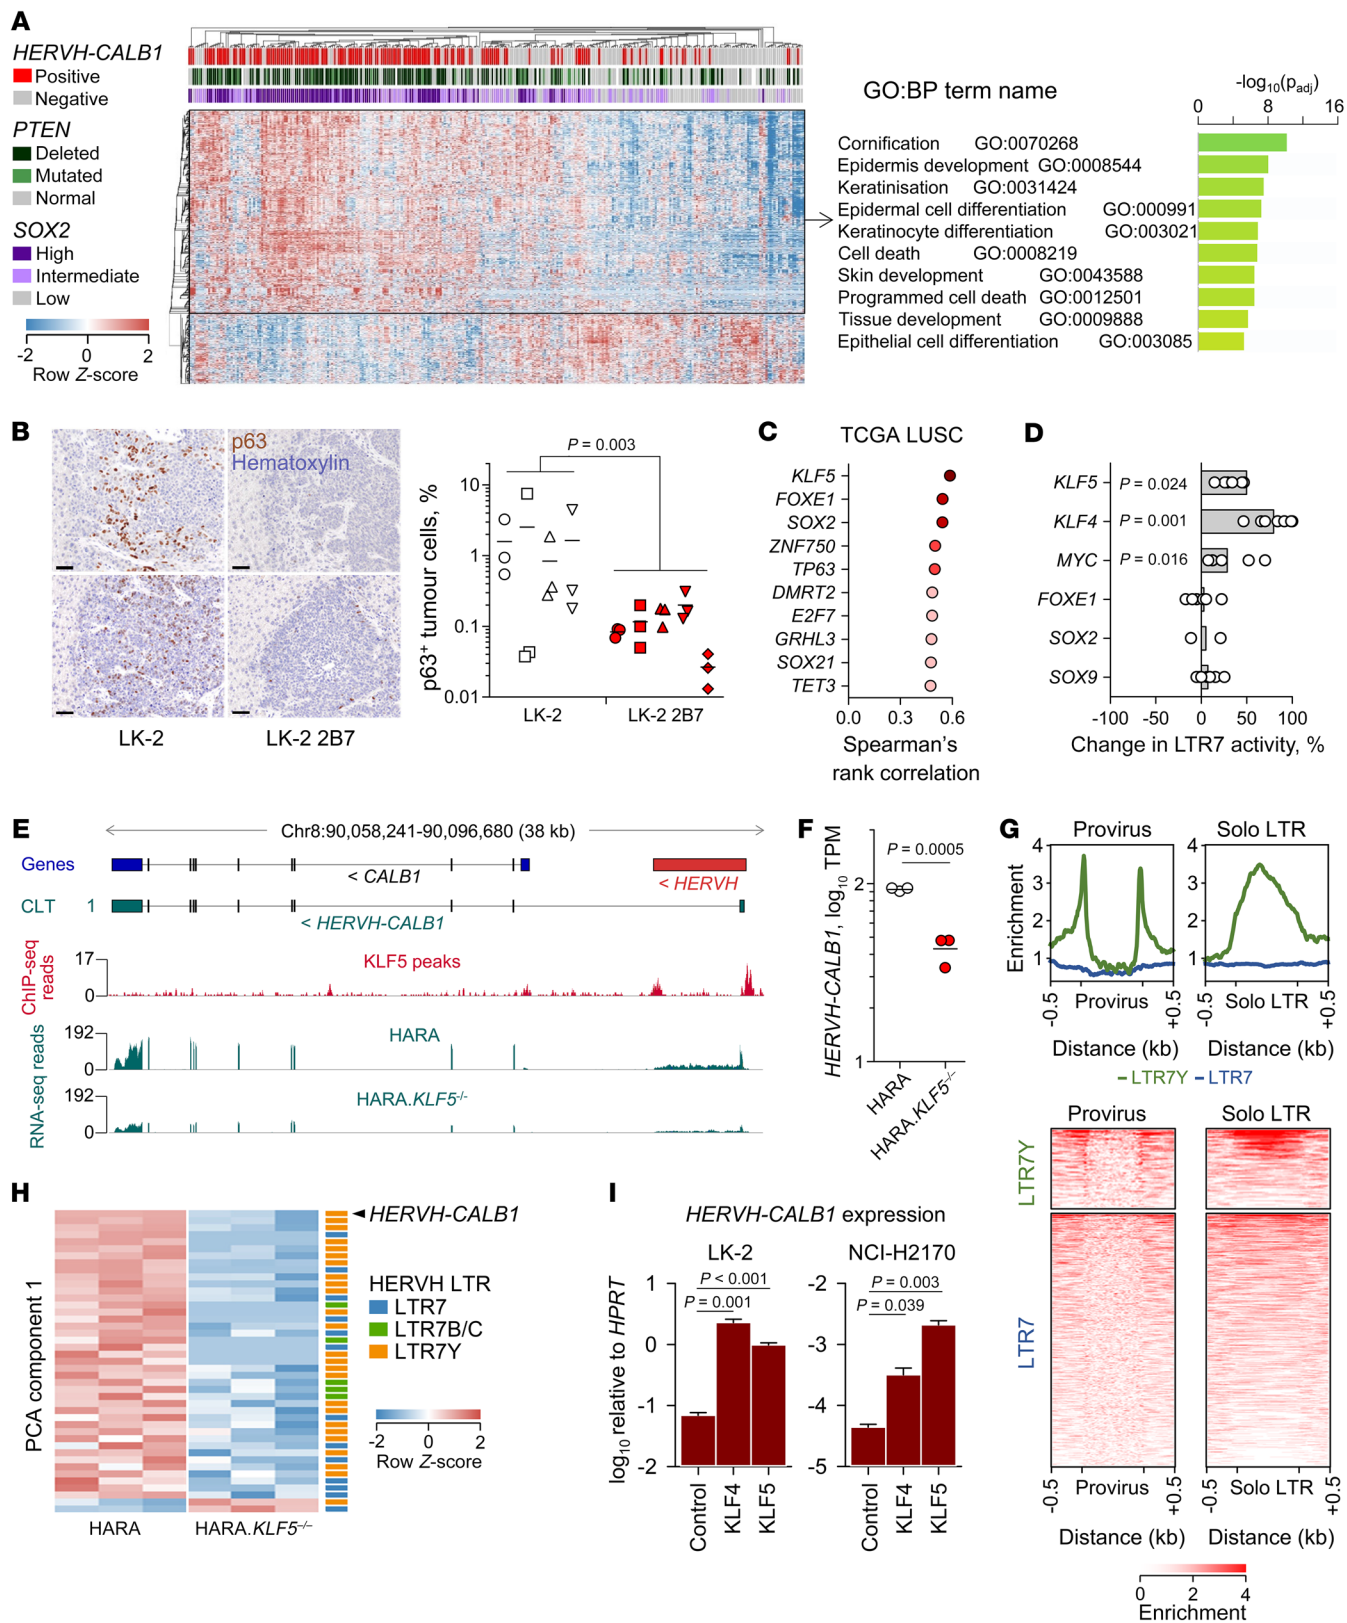 A
HERVH-CALB1
Positive
Negative
PTEN
Deleted
Mutated
Normal
SOX2
High
Intermediate
Low
-2 0 2
Row Z-score
GO:BP term name
-log10(padj)
0 8 16
Cornification GO:0070268
Epidermis development GO:0008544
Keratinisation GO:0031424
Epidermal cell differentiation GO:000991
Keratinocyte differentiation GO:003021
Cell death GO:0008219
Skin development GO:0043588
Programmed cell death GO:0012501
Tissue development GO:0009888
Epithelial cell differentiation GO:003085
B
p63
Hematoxylin
LK-2
LK-2 2B7
p63+ tumour cells, %
10
1
0.1
0.01
P = 0.003
LK-2
LK-2 2B7
C
TCGA LUSC
KLF5
FOXE1
SOX2
ZNF750
TP63
DMRT2
E2F7
GRHL3
SOX21
TET3
0.0 0.3 0.6
Spearman's
rank correlation
D
KLF5 P = 0.024
KLF4 P = 0.001
MYC P = 0.016
FOXE1
SOX2
SOX9
-100 -50 0 50 100
Change in LTR7 activity, %
E
Chr8:90,058,241-90,096,680 (38 kb)
Genes
< CALB1
< HERVH
CLT 1
< HERVH-CALB1
ChIP-seq
reads
17
0
KLF5 peaks
RNA-seq reads
192
0
HARA
192
0
HARA.KLF5-/-
F
HERVH-CALB1, log10 TPM
P = 0.0005
2
1
HARA
HARA.KLF5-/-
G
Provirus
Solo LTR
Enrichment
4
3
2
1
4
3
2
1
-0.5 Provirus +0.5
-0.5 Solo LTR +0.5
Distance (kb)
Distance (kb)
LTR7Y LTR7
Provirus
Solo LTR
LTR7Y
LTR7
-0.5 Provirus +0.5
-0.5 Solo LTR +0.5
Distance (kb)
Distance (kb)
0 2 4
Enrichment
H
PCA component 1
HERVH-CALB1
HERVH LTR
LTR7
LTR7B/C
LTR7Y
-2 0 2
Row Z-score
HARA
HARA.KLF5-/-
I
HERVH-CALB1 expression
log10 relative to HPRT
LK-2
1
0
-1
-2
P < 0.001
P = 0.001
Control
KLF4
KLF5
NCI-H2170
-2
-3
-4
-5
P = 0.003
P = 0.039
Control
KLF4
KLF5